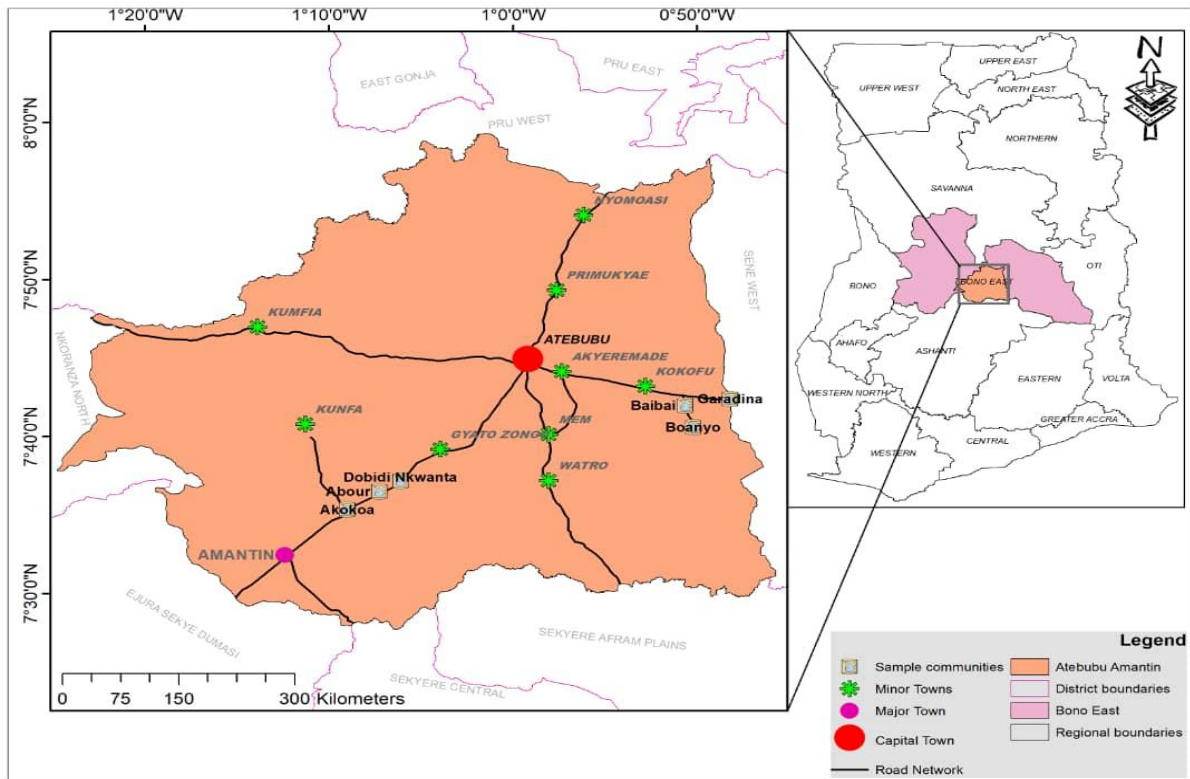 1°20'0"W 1°10'0"W 1°0'0"W 0°50'0"W
8°0'0"N
7°50'0"N
7°40'0"N
7°30'0"N
EAST GONJA
PRU EAST
PRU WEST
NYOMOASI
PRIMUKYAE
SENE WEST
KUMFIA
NKORANZA NORTH
ATEBUBU
AKYEREMADE
KOKOFU
Baibai
Garadina
Boanyo
KUNFA
MEM
GYATO ZONG
WATRO
Dobidi Nkwanta
Abour
Akokoa
AMANTIN
EJURA SEKYE DUMASI
SEKYERE AFRAM PLAINS
SEKYERE CENTRAL
0 75 150 300 Kilometers
N
UPPER EAST
UPPER WEST
NORTH EAST
NORTHERN
SAVANNA
OTI
BONO
BONO EAST
AHAFO
ASHANTI
EASTERN
VOLTA
WESTERN NORTH
GREATER ACCRA
CENTRAL
WESTERN
Legend
Sample communities
Minor Towns
Major Town
Capital Town
Road Network
Atebubu Amantin
District boundaries
Bono East
Regional boundaries